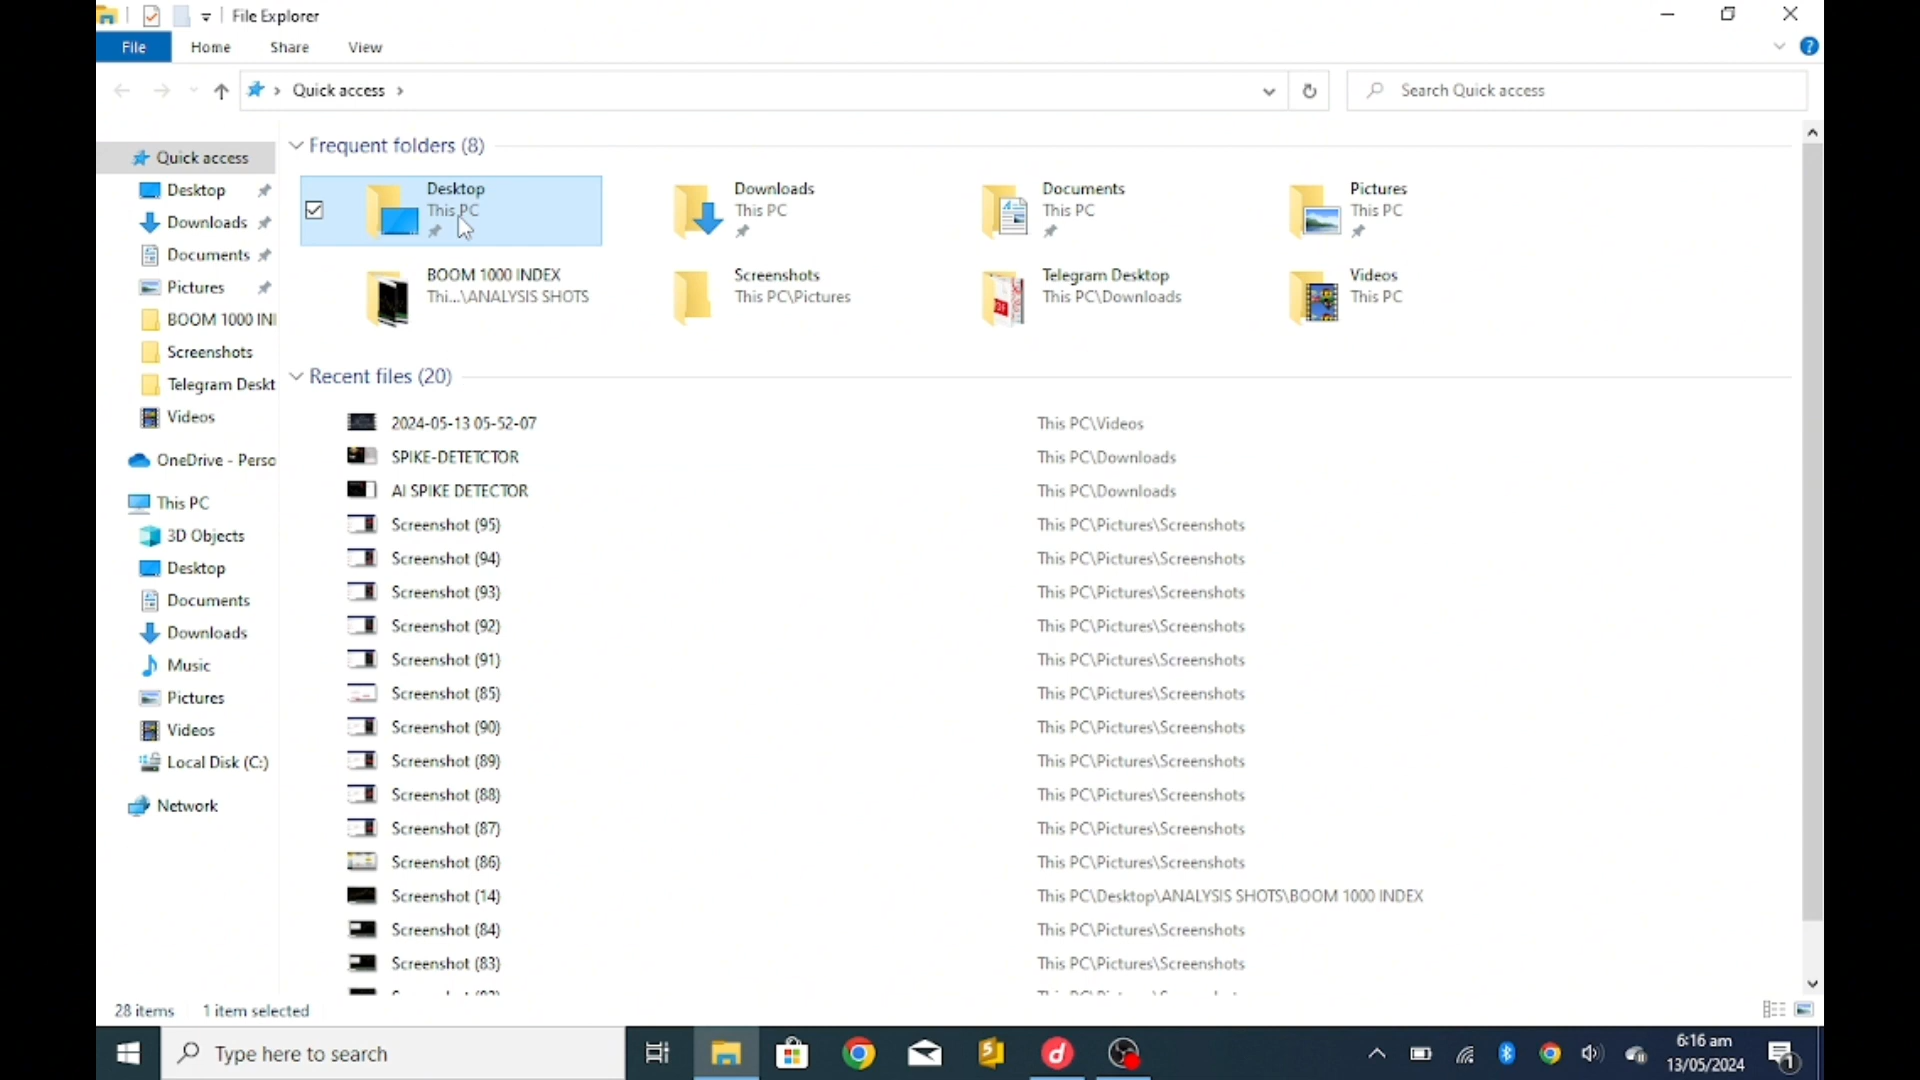 File Explorer
File Home Share View
Quick access
Search Quick access
Quick access
Desktop
Downloads
Documents
Pictures
BOOM 1000 INI
Screenshots
Telegram Deskt
Videos
OneDrive - Perso
This PC
3D Objects
Desktop
Documents
Downloads
Music
Pictures
Videos
Local Disk (C:)
Network
Frequent folders (8)
Desktop
This PC
Downloads
This PC
Documents
This PC
Pictures
This PC
BOOM 1000 INDEX
Thi...\ANALYSIS SHOTS
Screenshots
This PC\Pictures
Telegram Desktop
This PC\Downloads
Videos
This PC
Recent files (20)
2024-05-13 05-52-07 This PC\Videos
SPIKE-DETETCTOR This PC\Downloads
AI SPIKE DETECTOR This PC\Downloads
Screenshot (95) This PC\Pictures\Screenshots
Screenshot (94) This PC\Pictures\Screenshots
Screenshot (93) This PC\Pictures\Screenshots
Screenshot (92) This PC\Pictures\Screenshots
Screenshot (91) This PC\Pictures\Screenshots
Screenshot (85) This PC\Pictures\Screenshots
Screenshot (90) This PC\Pictures\Screenshots
Screenshot (89) This PC\Pictures\Screenshots
Screenshot (88) This PC\Pictures\Screenshots
Screenshot (87) This PC\Pictures\Screenshots
Screenshot (86) This PC\Pictures\Screenshots
Screenshot (14) This PC\Desktop\ANALYSIS SHOTS\BOOM 1000 INDEX
Screenshot (84) This PC\Pictures\Screenshots
Screenshot (83) This PC\Pictures\Screenshots
28 items 1 item selected
Type here to search
6:16 am
13/05/2024
1